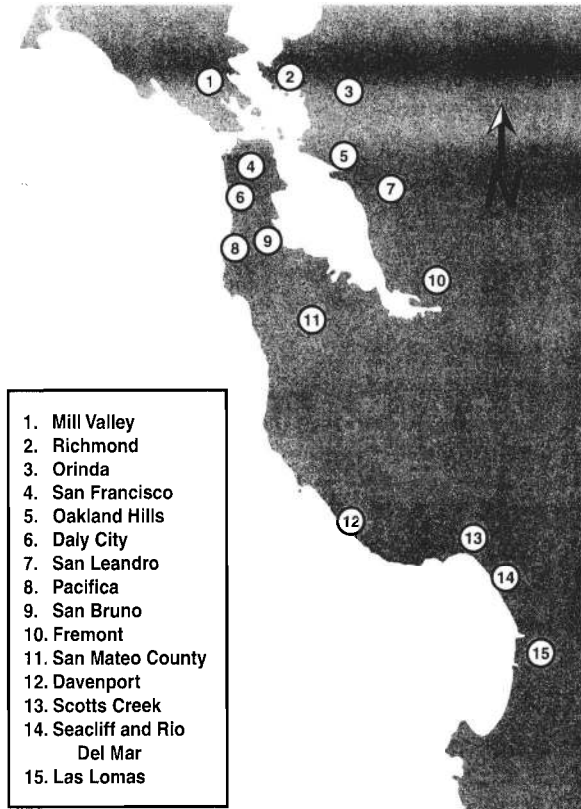 1
2
3
4
5
6
7
8
9
10
11
12
13
14
15
N
1. Mill Valley
2. Richmond
3. Orinda
4. San Francisco
5. Oakland Hills
6. Daly City
7. San Leandro
8. Pacifica
9. San Bruno
10. Fremont
11. San Mateo County
12. Davenport
13. Scotts Creek
14. Seacliff and Rio
Del Mar
15. Las Lomas